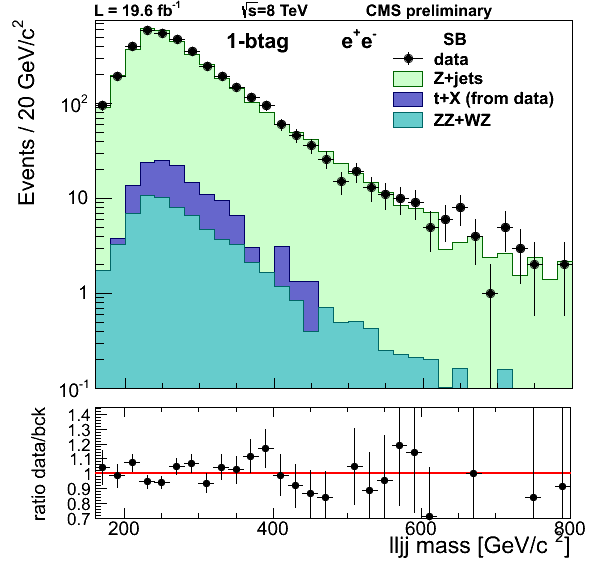 L = 19.6 fb⁻¹ √s=8 TeV CMS preliminary
1-btag e⁺e⁻ SB
data
Z+jets
t+X (from data)
ZZ+WZ
Events / 20 GeV/c²
10²
10
1
10⁻¹
ratio data/bck
1.4
1.3
1.2
1.1
1.0
0.9
0.8
0.7
200 400 600 800
lljj mass [GeV/c ²]